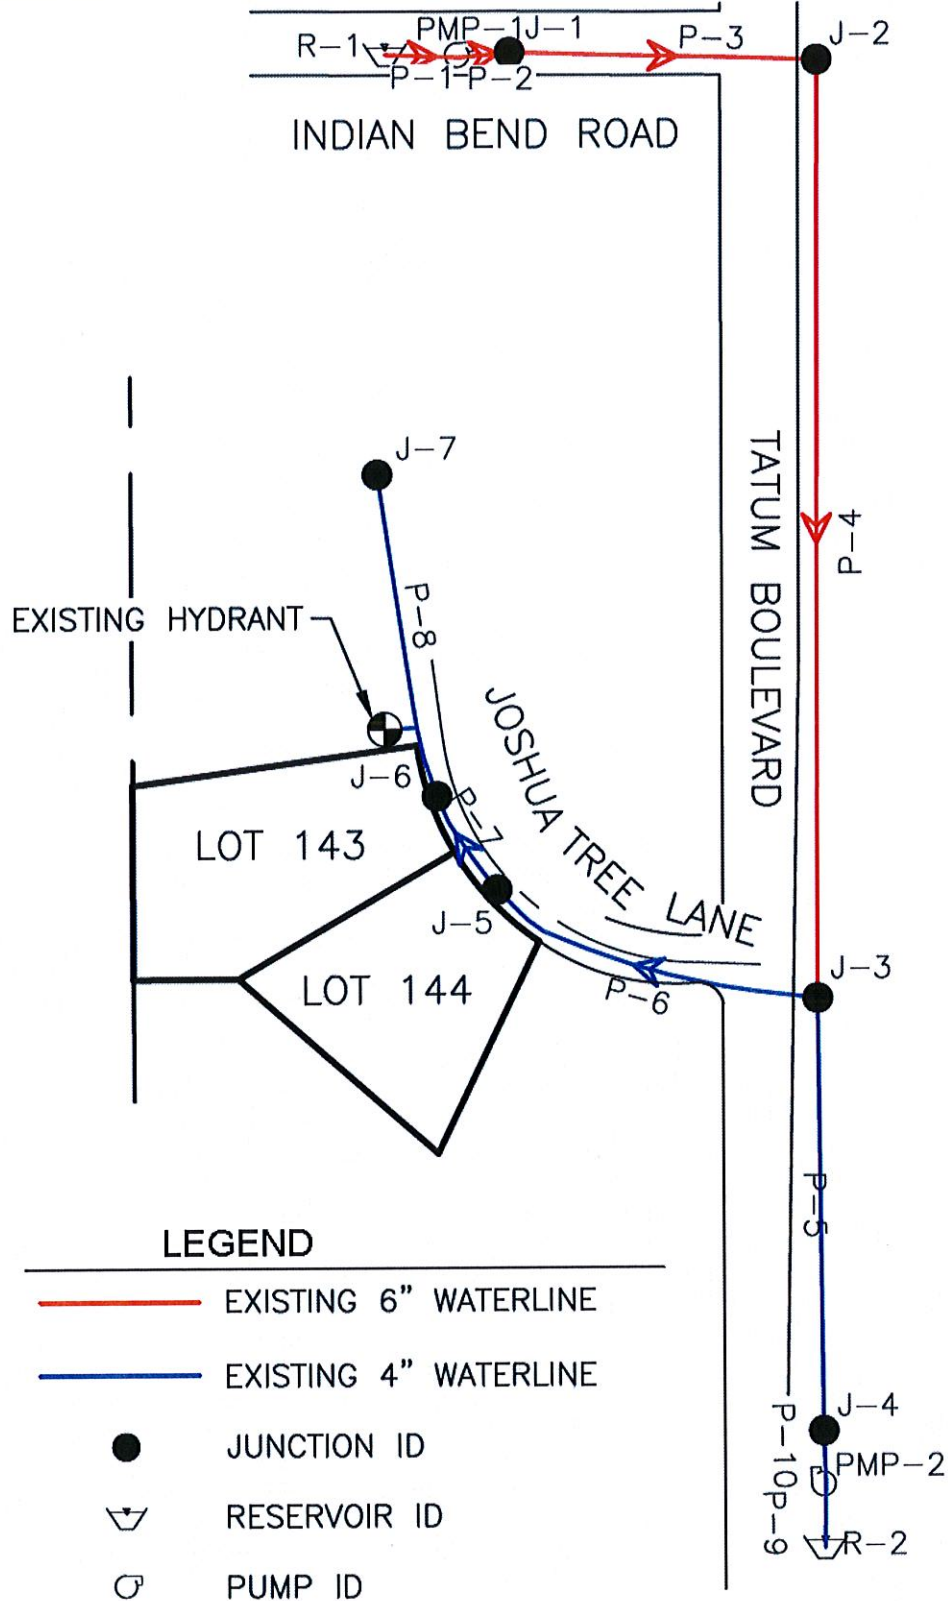 R-1
PMP-1
J-1
P-3
J-2
P-1
P-2
INDIAN BEND ROAD
TATUM BOULEVARD
P-4
J-7
P-8
EXISTING HYDRANT
JOSHUA TREE LANE
J-6
P-7
LOT 143
J-5
J-3
LOT 144
P-6
P-5
LEGEND
EXISTING 6” WATERLINE
EXISTING 4” WATERLINE
JUNCTION ID
RESERVOIR ID
PUMP ID
J-4
P-10
PMP-2
P-9
R-2